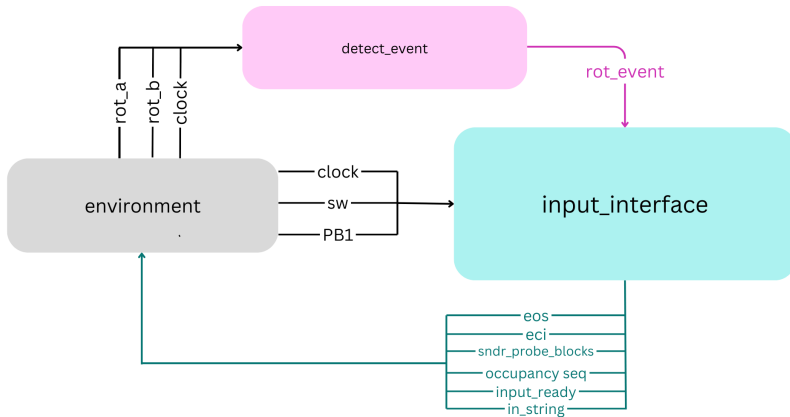 detect_event
rot_event
rot_a
rot_b
clock
environment
clock
sw
PB1
input_interface
eos
eci
sndr_probe_blocks
occupancy seq
input_ready
in_string